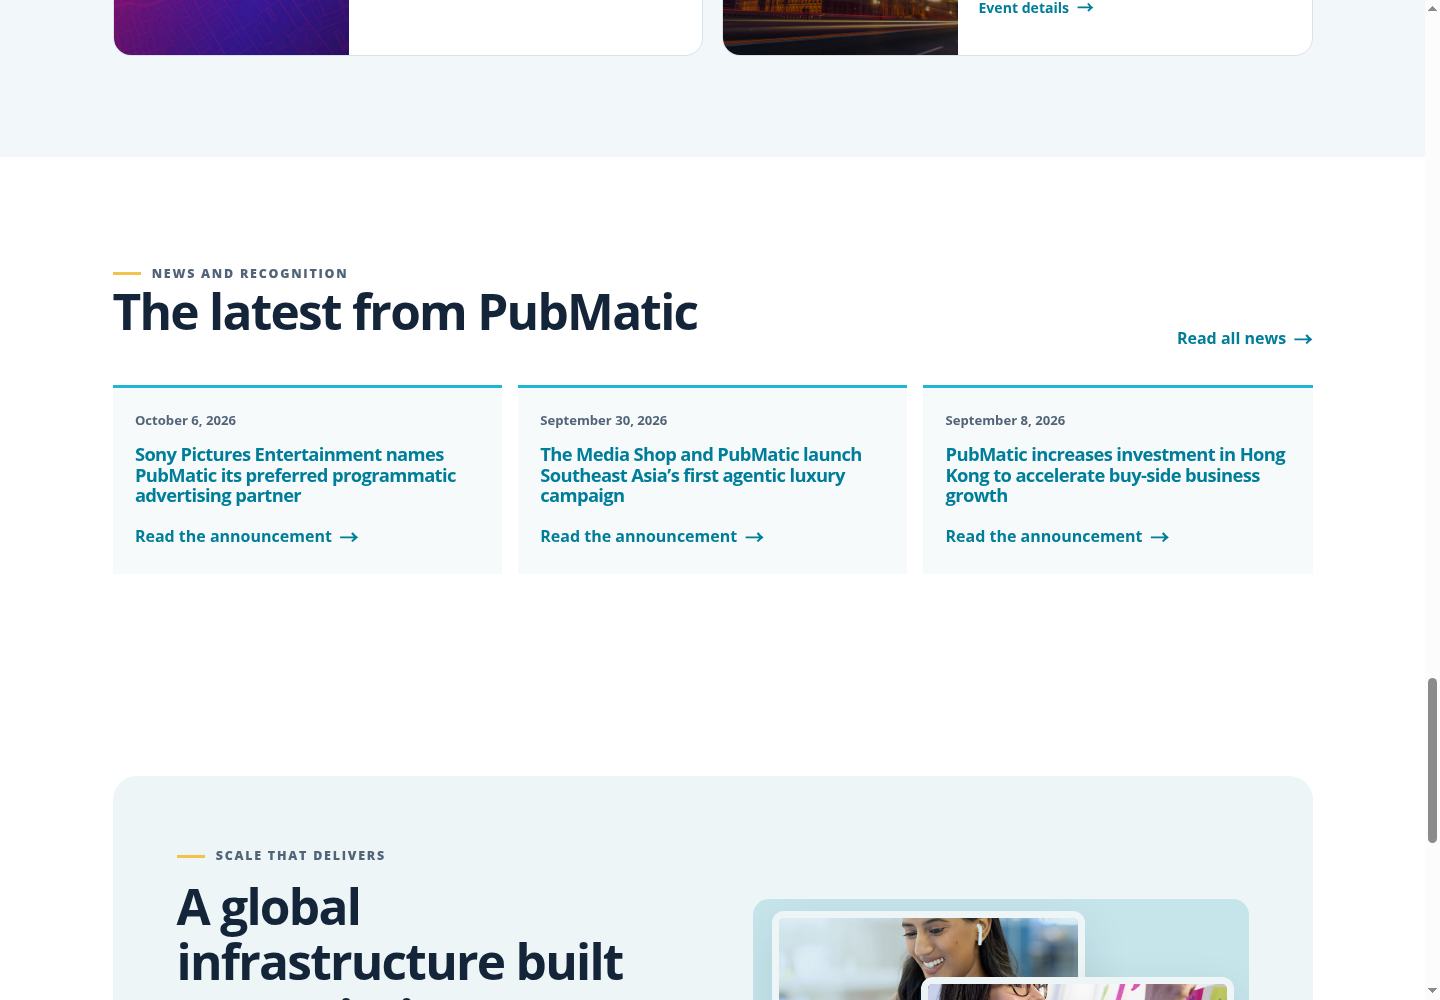 Event details
NEWS AND RECOGNITION
The latest from PubMatic
Read all news
October 6, 2026
Sony Pictures Entertainment names
PubMatic its preferred programmatic
advertising partner
Read the announcement
September 30, 2026
The Media Shop and PubMatic launch
Southeast Asia’s first agentic luxury
campaign
Read the announcement
September 8, 2026
PubMatic increases investment in Hong
Kong to accelerate buy-side business
growth
Read the announcement
SCALE THAT DELIVERS
A global
infrastructure built